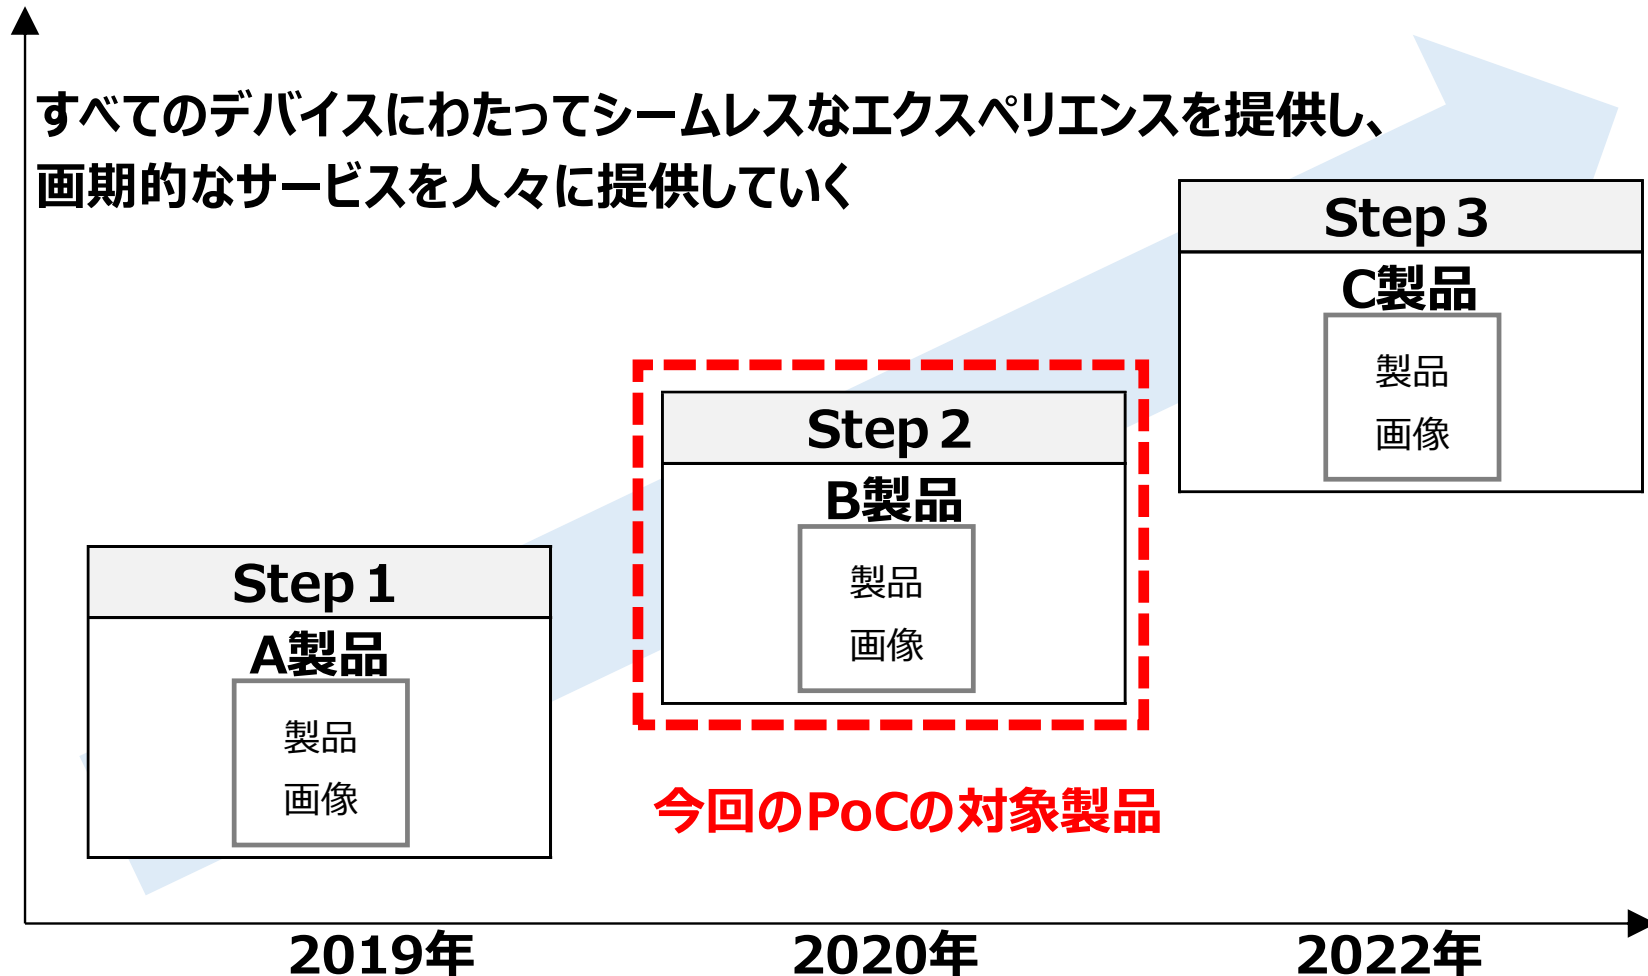 すべてのデバイスにわたってシームレスなエクスペリエンスを提供し、
画期的なサービスを人々に提供していく
Step 3
C製品
製品
画像
Step 2
B製品
製品
画像
Step 1
A製品
製品
画像
今回のPoCの対象製品
2019年
2020年
2022年